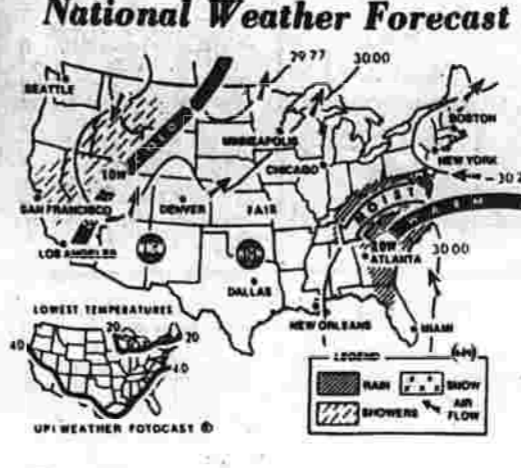 National Weather Forecast
29.77
30.00
SEATTLE
BOSTON
MINNEAPOLIS
NEW YORK
CHICAGO
LOW
30.2
MOIST
SAN FRANCISCO
DENVER
FAIR
LOW
30.00
LOS ANGELES
ATLANTA
DALLAS
LOWEST TEMPERATURES
NEW ORLEANS
MIAMI
20
20
40
40
LEGEND
RAIN
SNOW
SHOWERS
AIR
FLOW
UPI WEATHER FOTOCAST ®